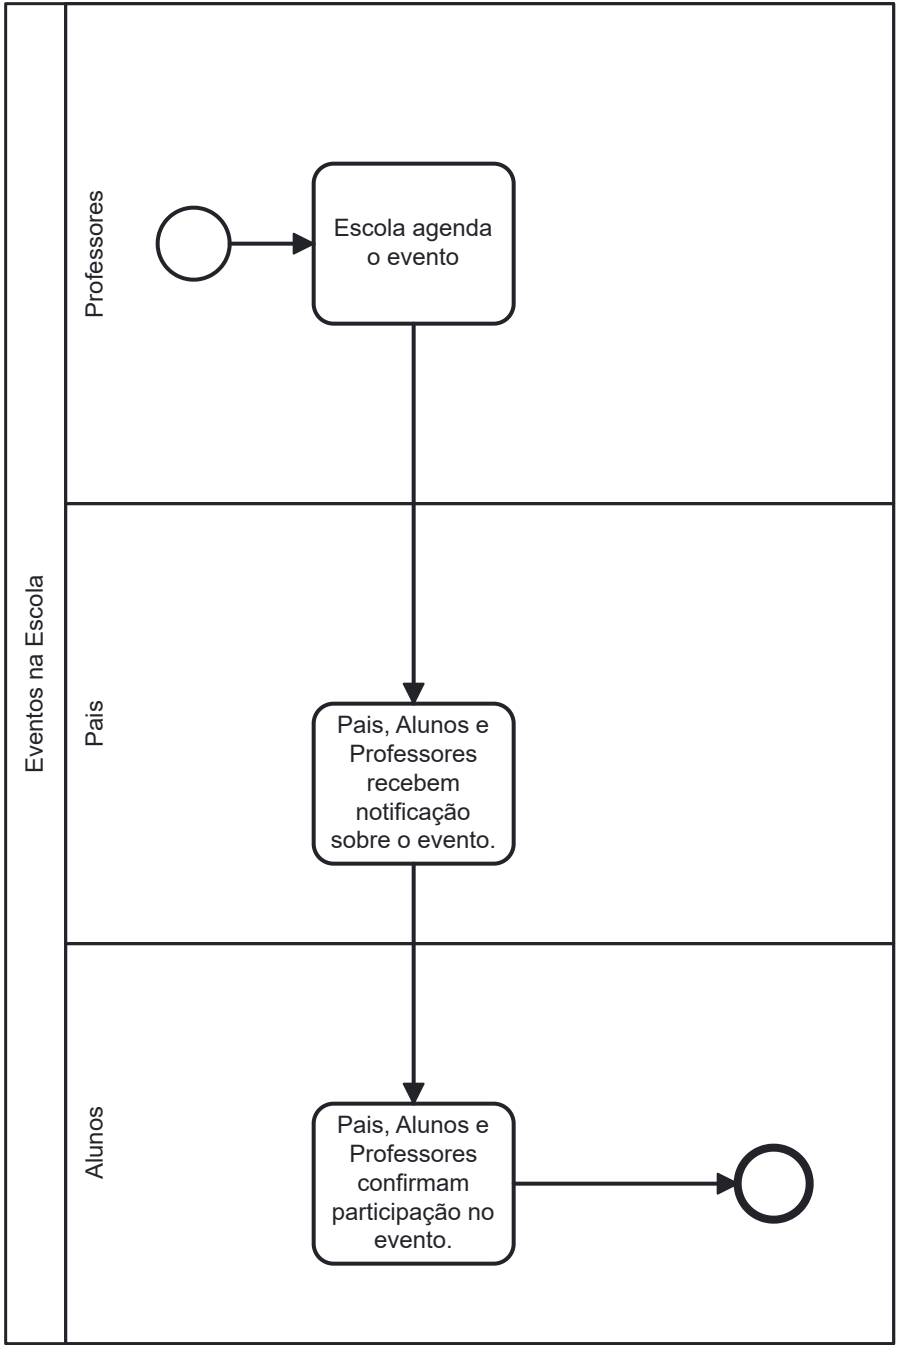 Eventos na Escola
Professores
Escola agenda
o evento
Pais
Pais, Alunos e
Professores
recebem
notificação
sobre o evento.
Alunos
Pais, Alunos e
Professores
confirmam
participação no
evento.